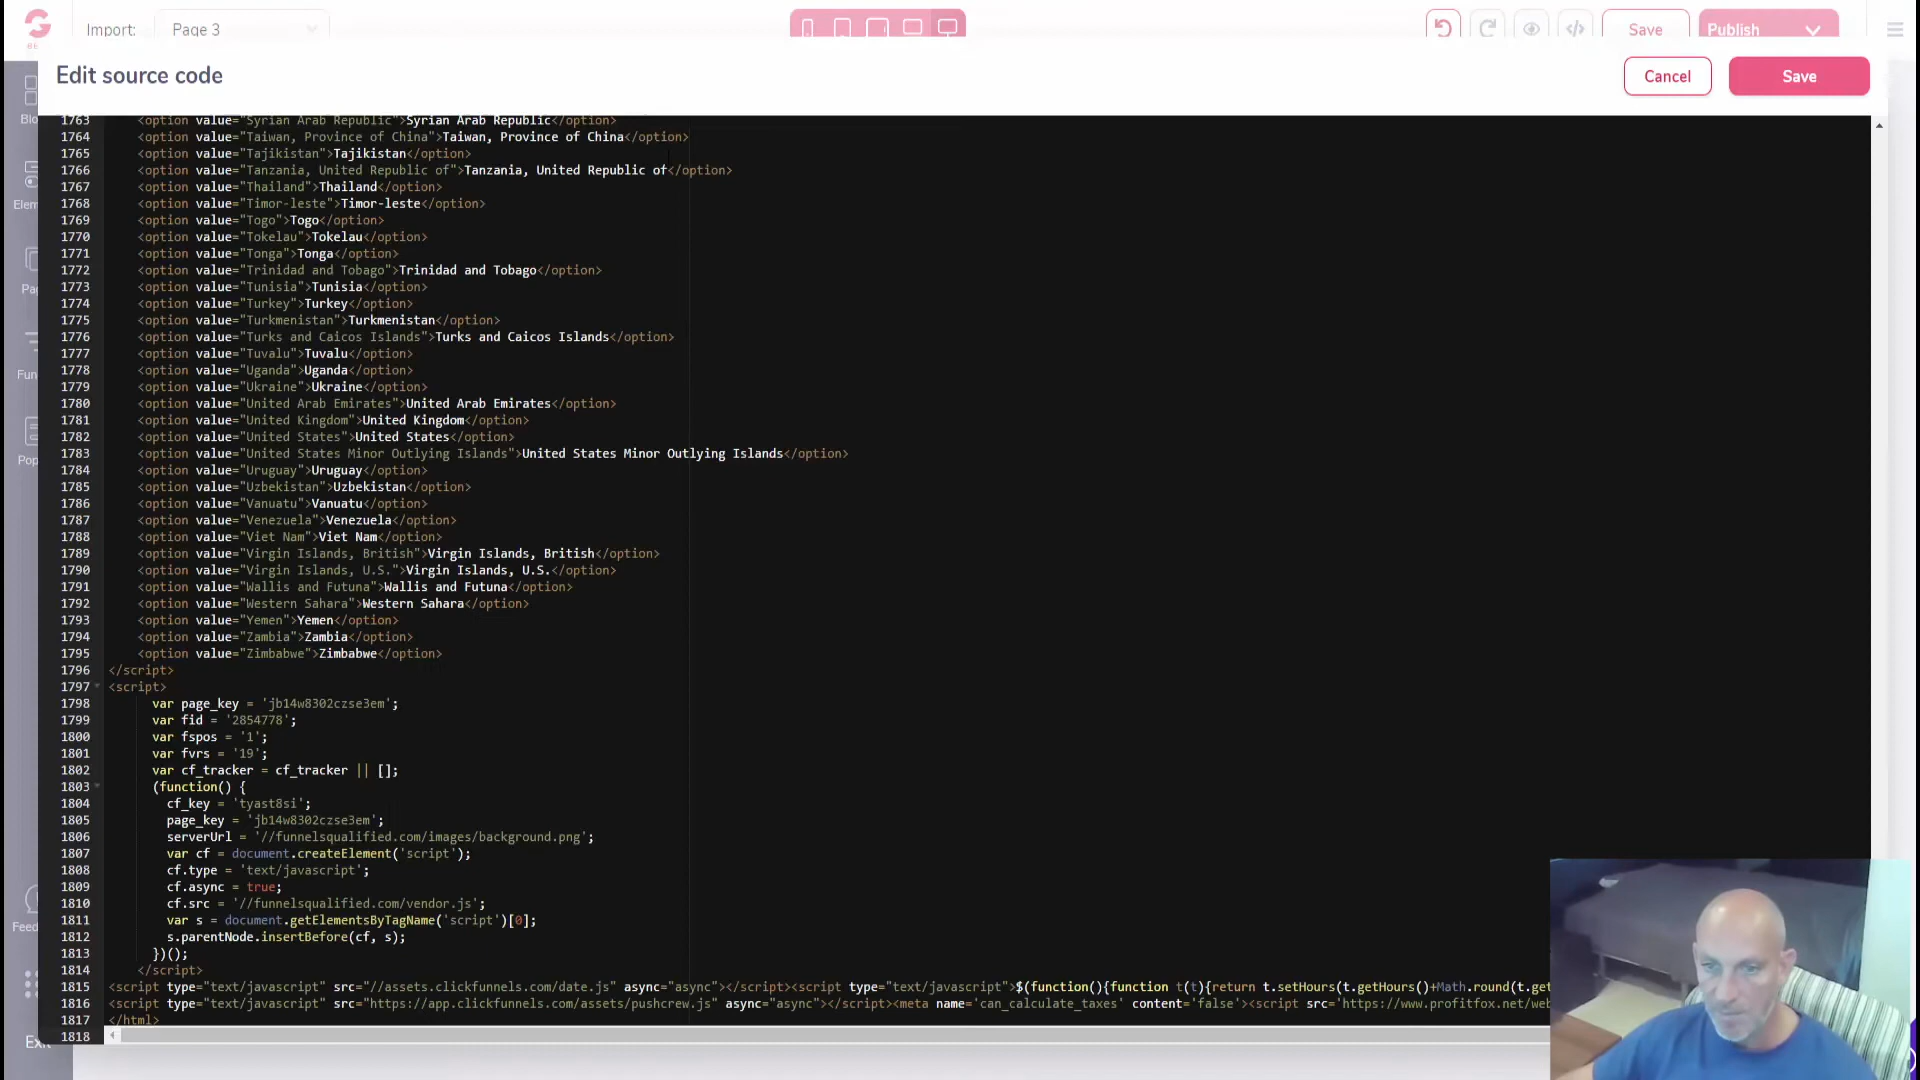 Import: Page 3
Save
Publish
Edit source code
Cancel
Save
1763 <option value="Syrian Arab Republic">Syrian Arab Republic</option>
1764 <option value="Taiwan, Province of China">Taiwan, Province of China</option>
1765 <option value="Tajikistan">Tajikistan</option>
1766 <option value="Tanzania, United Republic of">Tanzania, United Republic of</option>
1767 <option value="Thailand">Thailand</option>
1768 <option value="Timor-leste">Timor-leste</option>
1769 <option value="Togo">Togo</option>
1770 <option value="Tokelau">Tokelau</option>
1771 <option value="Tonga">Tonga</option>
1772 <option value="Trinidad and Tobago">Trinidad and Tobago</option>
1773 <option value="Tunisia">Tunisia</option>
1774 <option value="Turkey">Turkey</option>
1775 <option value="Turkmenistan">Turkmenistan</option>
1776 <option value="Turks and Caicos Islands">Turks and Caicos Islands</option>
1777 <option value="Tuvalu">Tuvalu</option>
1778 <option value="Uganda">Uganda</option>
1779 <option value="Ukraine">Ukraine</option>
1780 <option value="United Arab Emirates">United Arab Emirates</option>
1781 <option value="United Kingdom">United Kingdom</option>
1782 <option value="United States">United States</option>
1783 <option value="United States Minor Outlying Islands">United States Minor Outlying Islands</option>
1784 <option value="Uruguay">Uruguay</option>
1785 <option value="Uzbekistan">Uzbekistan</option>
1786 <option value="Vanuatu">Vanuatu</option>
1787 <option value="Venezuela">Venezuela</option>
1788 <option value="Viet Nam">Viet Nam</option>
1789 <option value="Virgin Islands, British">Virgin Islands, British</option>
1790 <option value="Virgin Islands, U.S.">Virgin Islands, U.S.</option>
1791 <option value="Wallis and Futuna">Wallis and Futuna</option>
1792 <option value="Western Sahara">Western Sahara</option>
1793 <option value="Yemen">Yemen</option>
1794 <option value="Zambia">Zambia</option>
1795 <option value="Zimbabwe">Zimbabwe</option>
1796 </script>
1797 <script>
1798 var page_key = 'jb14w8302czse3em';
1799 var fid = '2854778';
1800 var fspos = '1';
1801 var fvrs = '19';
1802 var cf_tracker = cf_tracker || [];
1803 (function() {
1804 cf_key = 'tyast8si';
1805 page_key = 'jb14w8302czse3em';
1806 serverUrl = '//funnelsqualified.com/images/background.png';
1807 var cf = document.createElement('script');
1808 cf.type = 'text/javascript';
1809 cf.async = true;
1810 cf.src = '//funnelsqualified.com/vendor.js';
1811 var s = document.getElementsByTagName('script')[0];
1812 s.parentNode.insertBefore(cf, s);
1813 })();
1814 </script>
1815 <script type="text/javascript" src="//assets.clickfunnels.com/date.js" async="async"></script><script type="text/javascript">$(function(){function t(t){return t.setHours(t.getHours()+Math.round(t.get
1816 <script type="text/javascript" src="https://app.clickfunnels.com/assets/pushcrew.js" async="async"></script><meta name='can_calculate_taxes' content='false'><script src='https://www.profitfox.net/web
1817 </html>
1818